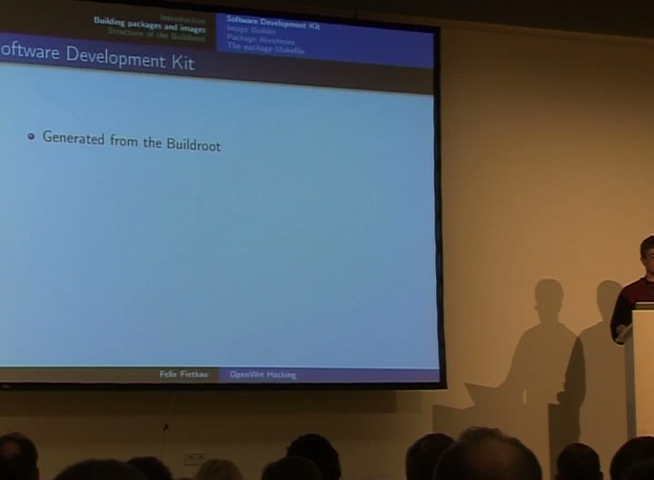 Introduction
Building packages and images
Structure of the Buildroot
Software Development Kit
Image Builder
Package directories
The package Makefile
oftware Development Kit
Generated from the Buildroot
Felix Fietkau
OpenWrt Hacking